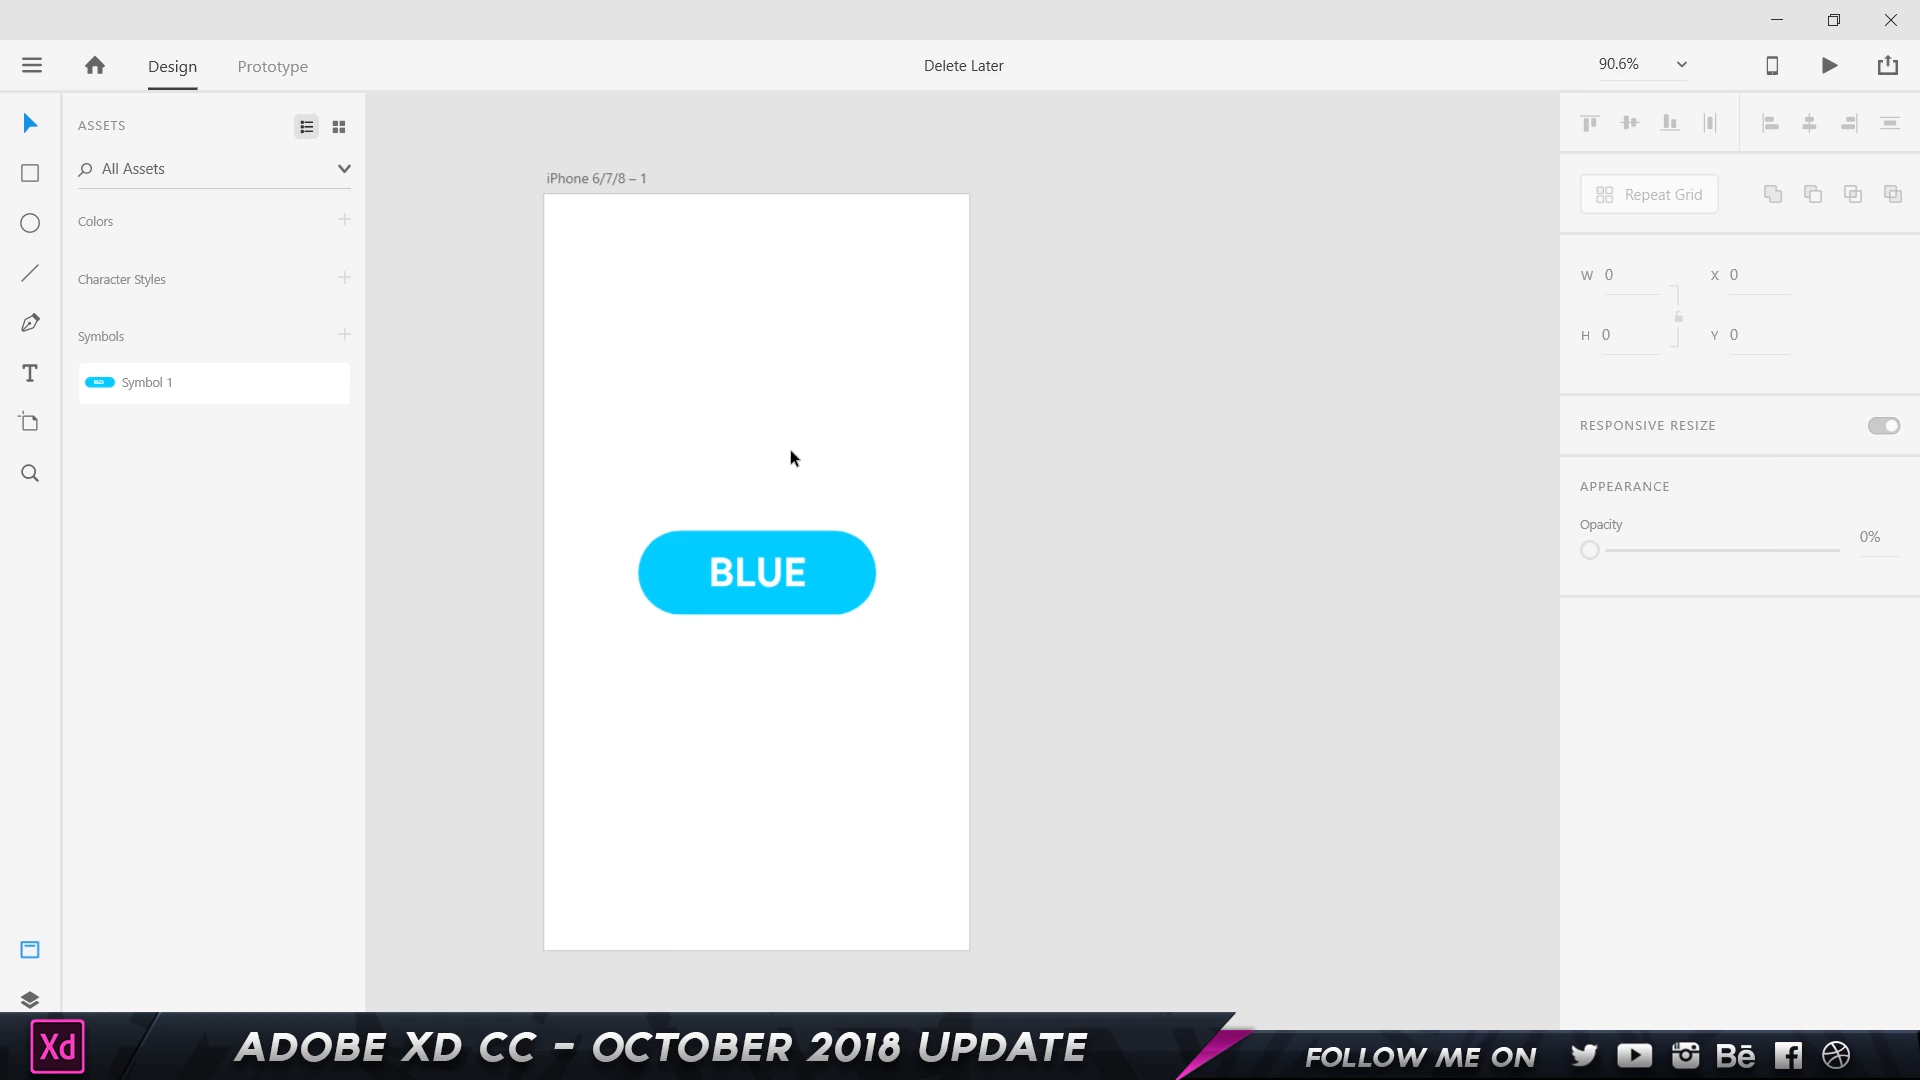 Design
Prototype
Delete Later
90.6%
ASSETS
All Assets
Colors
Character Styles
Symbols
Symbol 1
iPhone 6/7/8 – 1
BLUE
Repeat Grid
W 0
X 0
H 0
Y 0
RESPONSIVE RESIZE
APPEARANCE
Opacity
0%
Xd
ADOBE XD CC - OCTOBER 2018 UPDATE
FOLLOW ME ON
Bē